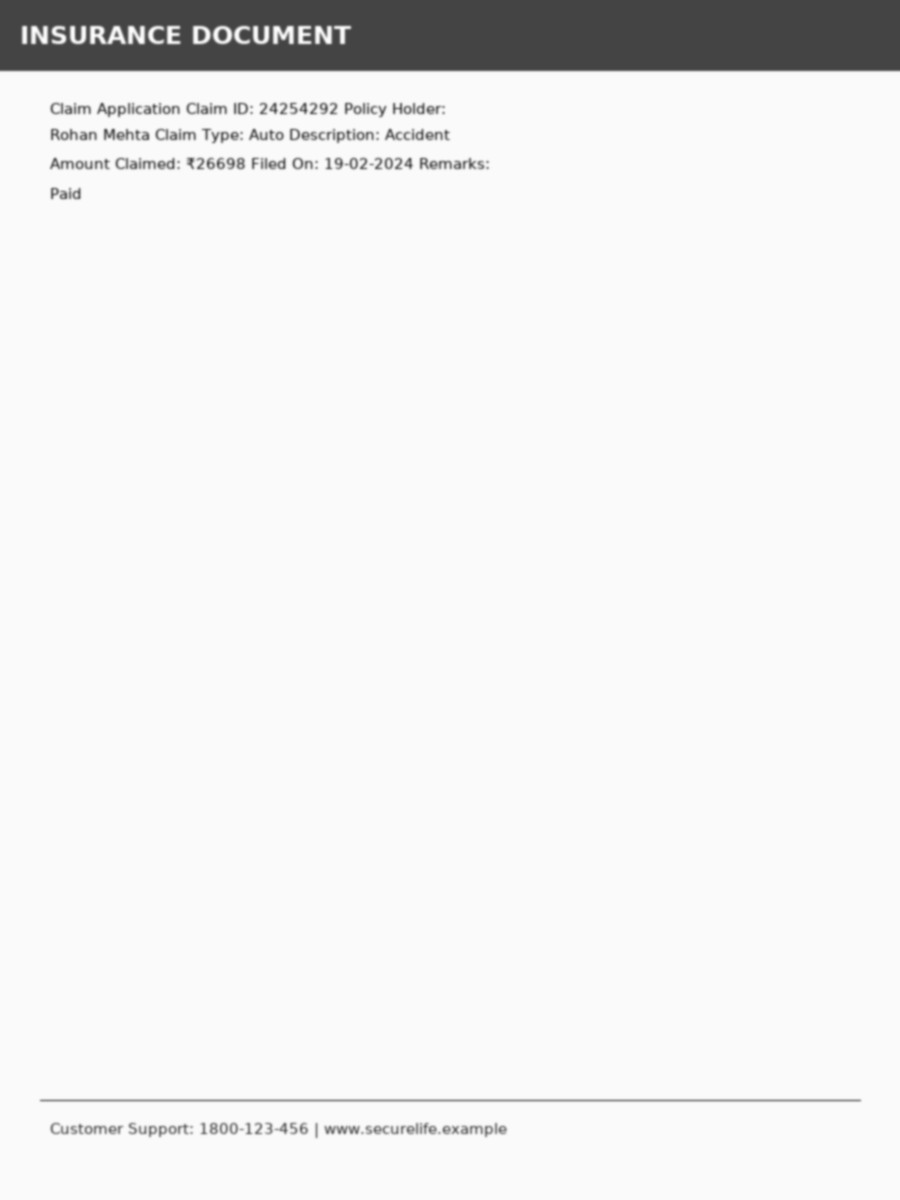 INSURANCE DOCUMENT
Claim Application Claim ID: 24254292 Policy Holder:
Rohan Mehta Claim Type: Auto Description: Accident
Amount Claimed: ₹26698 Filed On: 19-02-2024 Remarks:
Paid
Customer Support: 1800-123-456 | www.securelife.example